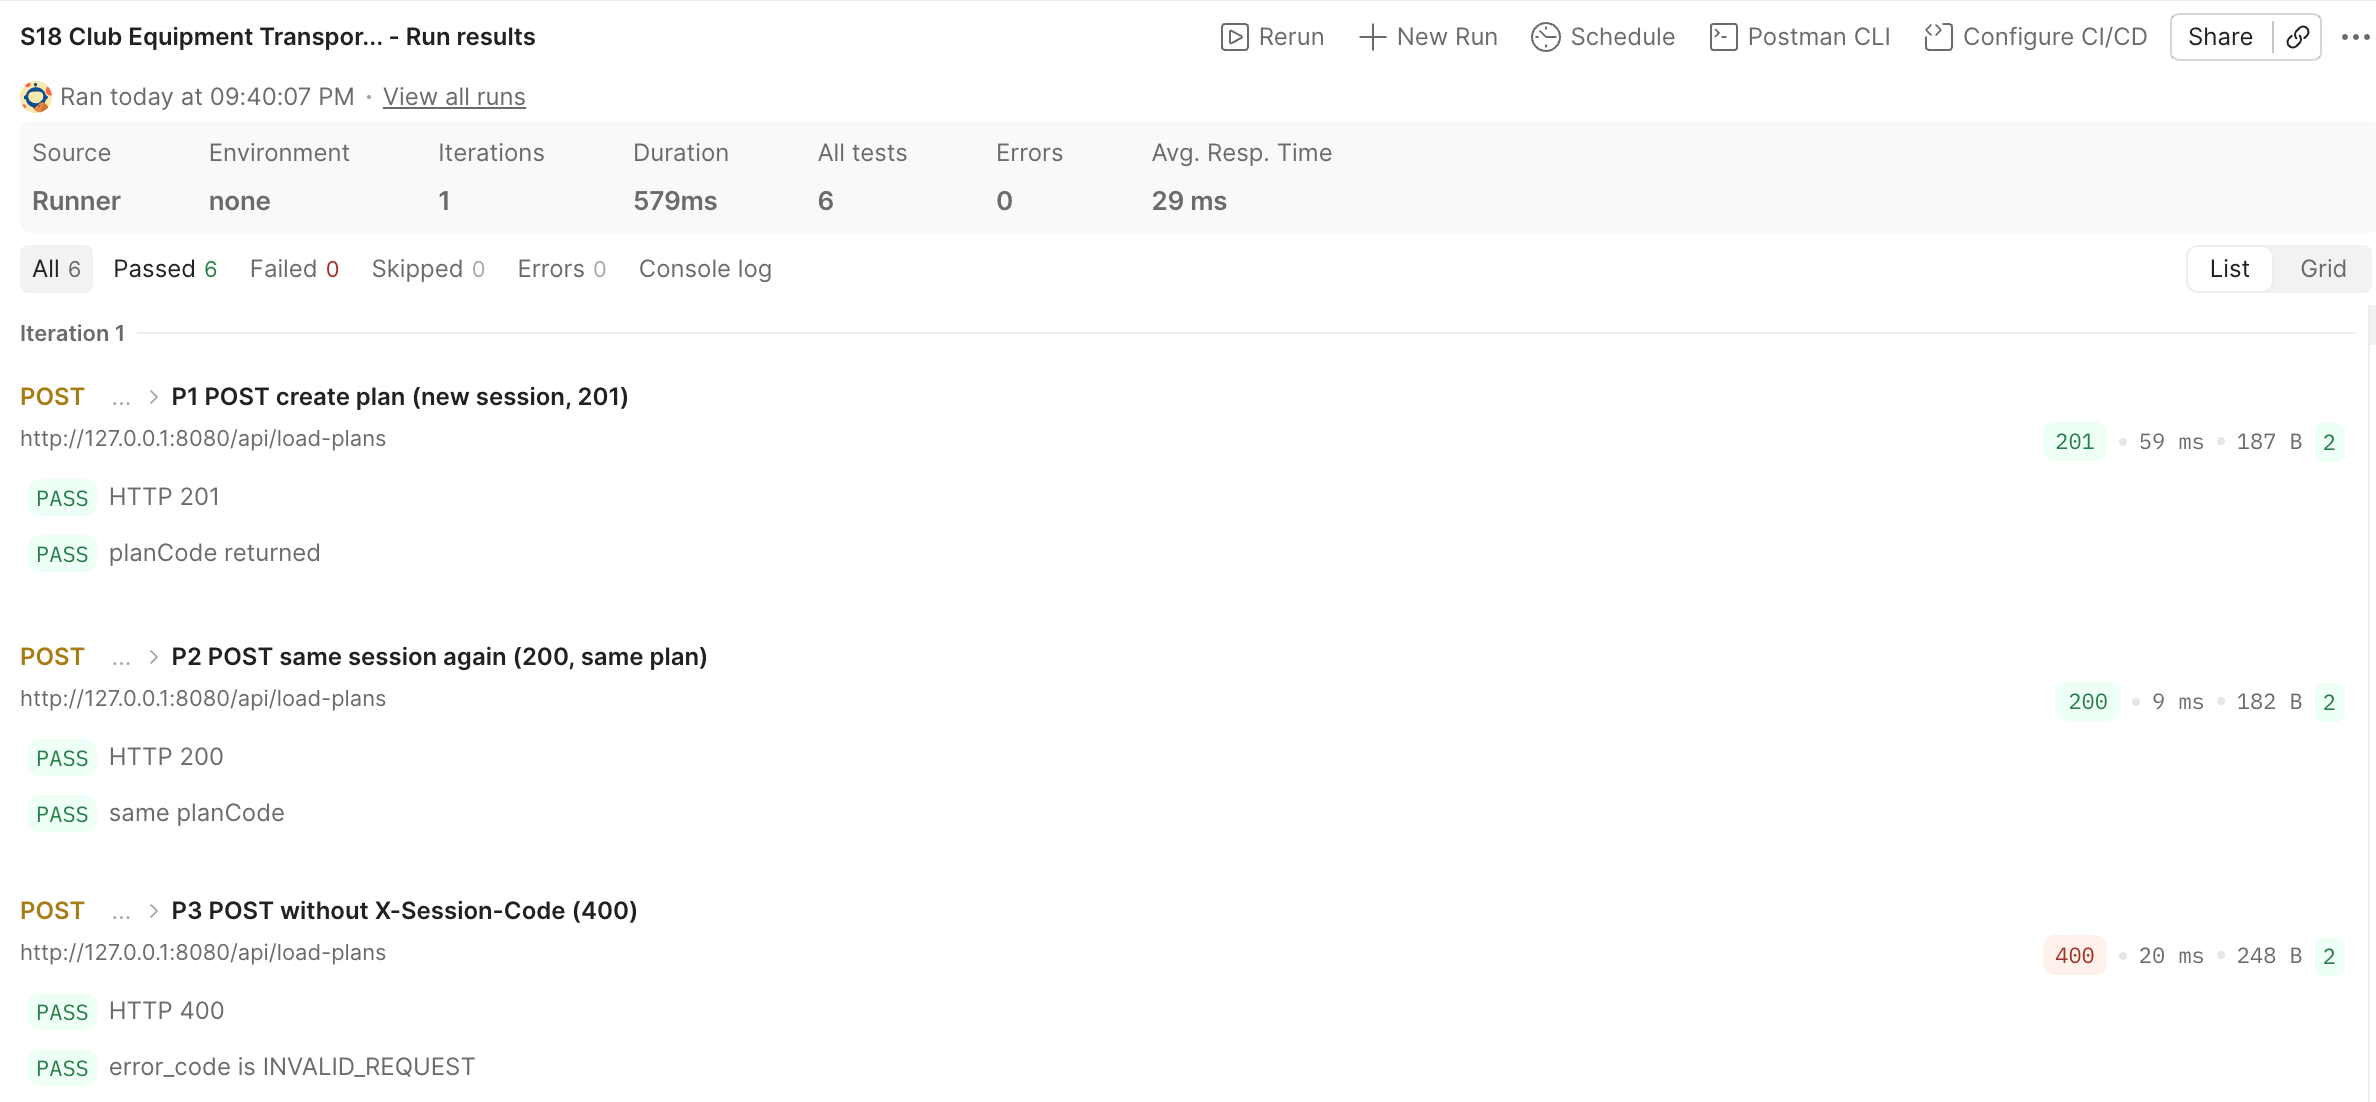 S18 Club Equipment Transpor... - Run results
Rerun
New Run
Schedule
Postman CLI
Configure CI/CD
Share
Ran today at 09:40:07 PM · View all runs
Source Environment Iterations Duration All tests Errors Avg. Resp. Time
Runner none 1 579ms 6 0 29 ms
All 6 Passed 6 Failed 0 Skipped 0 Errors 0 Console log
List Grid
Iteration 1
POST ... > P1 POST create plan (new session, 201)
http://127.0.0.1:8080/api/load-plans
201 • 59 ms • 187 B 2
PASS HTTP 201
PASS planCode returned
POST ... > P2 POST same session again (200, same plan)
http://127.0.0.1:8080/api/load-plans
200 • 9 ms • 182 B 2
PASS HTTP 200
PASS same planCode
POST ... > P3 POST without X-Session-Code (400)
http://127.0.0.1:8080/api/load-plans
400 • 20 ms • 248 B 2
PASS HTTP 400
PASS error_code is INVALID_REQUEST